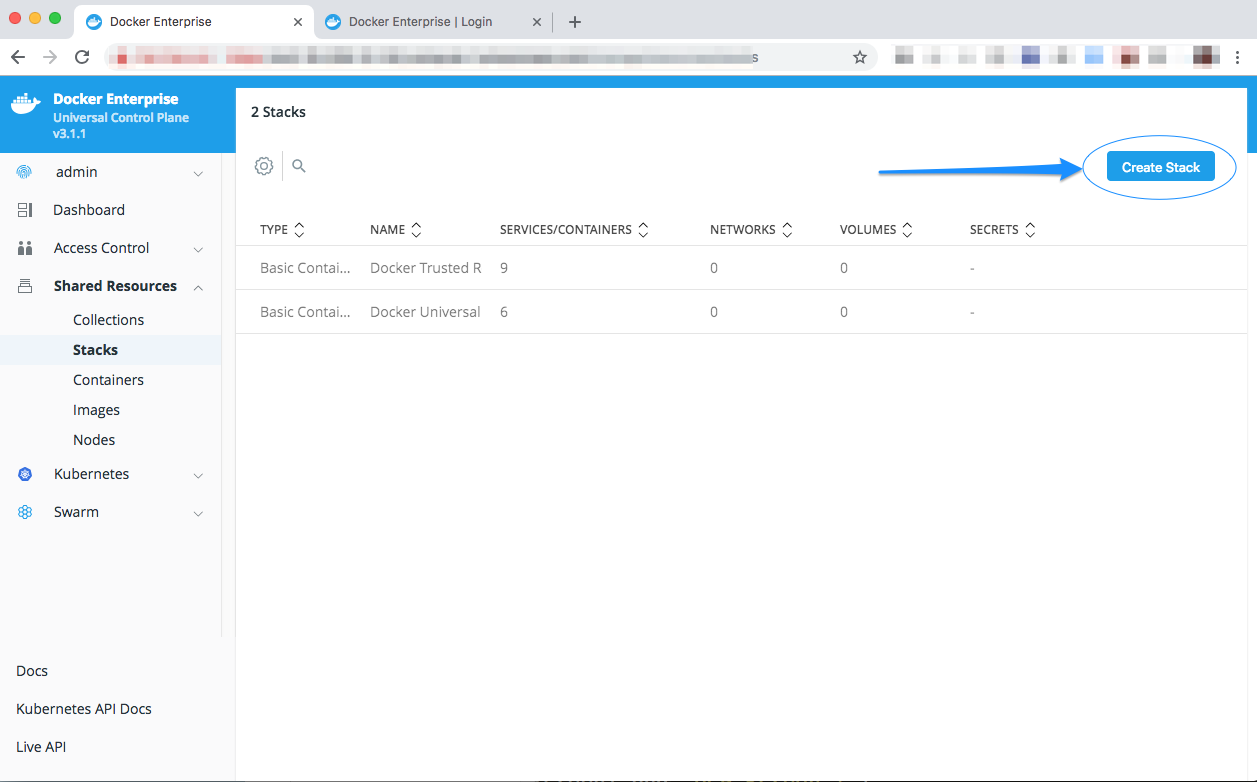 Docker Enterprise
Docker Enterprise | Login
s
Docker Enterprise
Universal Control Plane
v3.1.1
admin
Dashboard
Access Control
Shared Resources
Collections
Stacks
Containers
Images
Nodes
Kubernetes
Swarm
Docs
Kubernetes API Docs
Live API
2 Stacks
Create Stack
TYPE NAME SERVICES/CONTAINERS NETWORKS VOLUMES SECRETS
Basic Contai... Docker Trusted R 9 0 0 -
Basic Contai... Docker Universal 6 0 0 -